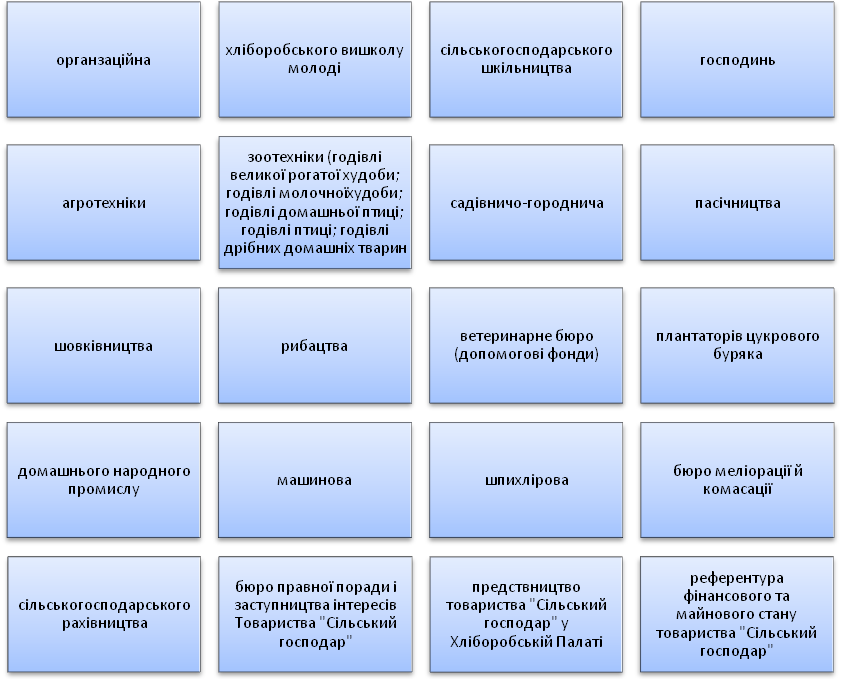 органзаційна
хліборобського вишколу
молоді
сільськогосподарського
шкільництва
господинь
агротехніки
зоотехніки (годівлі
великої рогатої худоби;
годівлі молочноїхудоби;
годівлі домашньої птиці;
годівлі птиці; годівлі
дрібних домашніх тварин
садівничо-городнича
пасічництва
шовківництва
рибацтва
ветеринарне бюро
(допомогові фонди)
плантаторів цукрового
буряка
домашнього народного
промислу
машинова
шпихлірова
бюро меліорації й
комасації
сільськогосподарського
рахівництва
бюро правної поради і
заступництва інтересів
Товариства "Сільський
господар"
предствництво
товариства "Сільський
господар" у
Хліборобській Палаті
референтура
фінансового та
майнового стану
товариства "Сільський
господар"